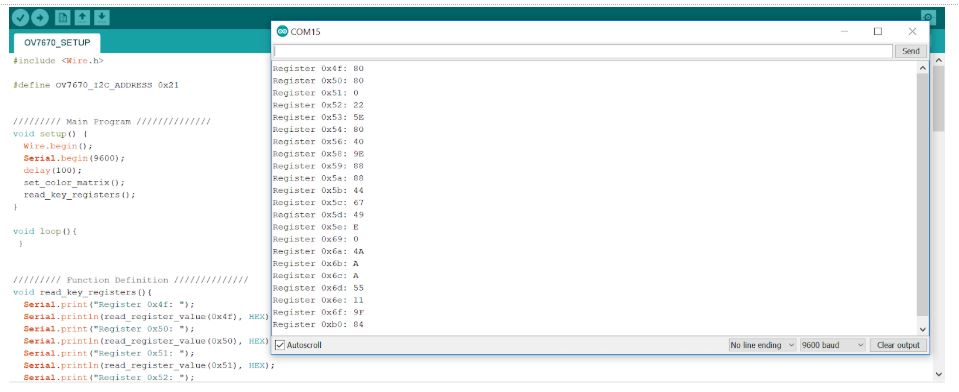 OV7670_SETUP
#include <Wire.h>
#define OV7670_I2C_ADDRESS 0x21
///////// Main Program //////////////
void setup() {
Wire.begin();
Serial.begin(9600);
delay(100);
set_color_matrix();
read_key_registers();
}
void loop(){
}
///////// Function Definition //////////////
void read_key_registers(){
Serial.print("Register 0x4f: ");
Serial.println(read_register_value(0x4f), HEX)
Serial.print("Register 0x50: ");
Serial.println(read_register_value(0x50), HEX)
Serial.print("Register 0x51: ");
Serial.println(read_register_value(0x51), HEX);
Serial.print("Register 0x52: ");
COM15
Send
Register 0x4f: 80
Register 0x50: 80
Register 0x51: 0
Register 0x52: 22
Register 0x53: 5E
Register 0x54: 80
Register 0x56: 40
Register 0x58: 9E
Register 0x59: 88
Register 0x5a: 88
Register 0x5b: 44
Register 0x5c: 67
Register 0x5d: 49
Register 0x5e: E
Register 0x69: 0
Register 0x6a: 4A
Register 0x6b: A
Register 0x6c: A
Register 0x6d: 55
Register 0x6e: 11
Register 0x6f: 9F
Register 0xb0: 84
Autoscroll
No line ending
9600 baud
Clear output